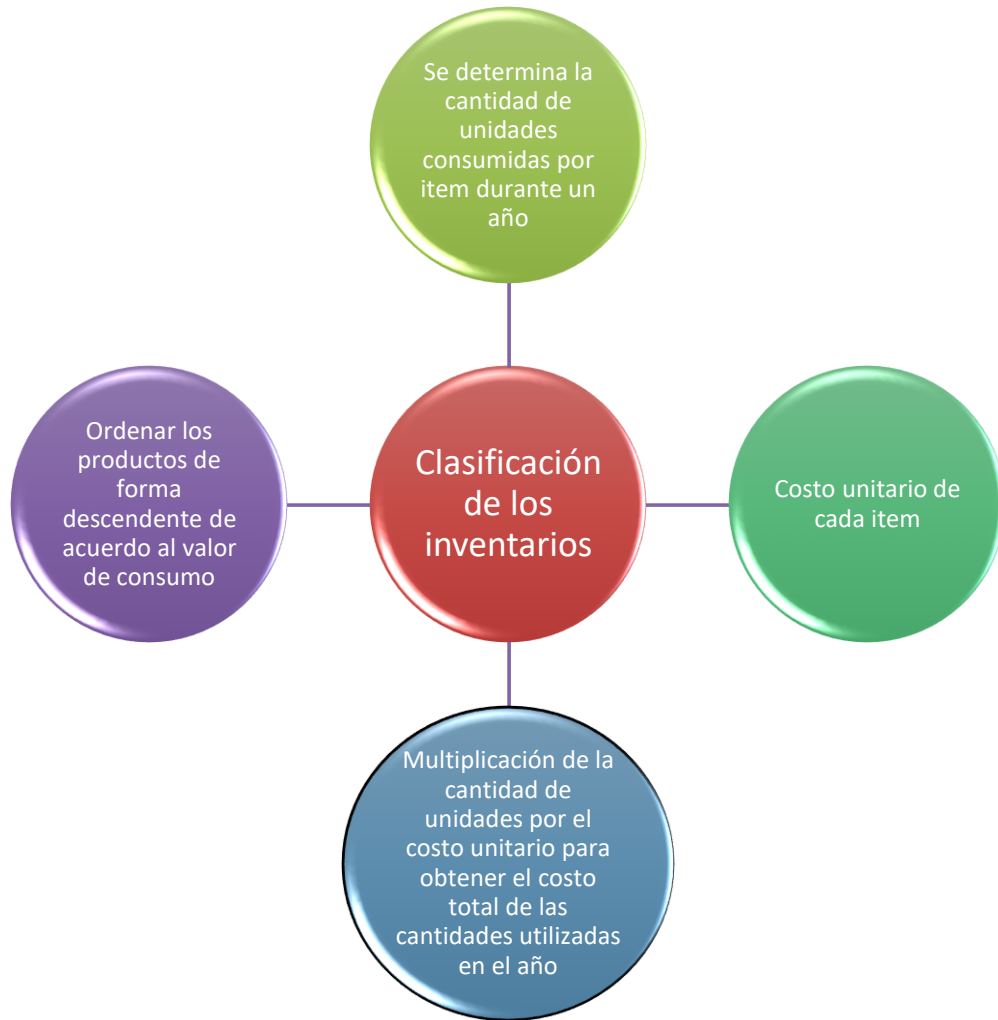 Se determina la
cantidad de
unidades
consumidas por
item durante un
año
Ordenar los
productos de
forma
descendente de
acuerdo al valor
de consumo
Clasificación
de los
inventarios
Costo unitario de
cada item
Multiplicación de la
cantidad de
unidades por el
costo unitario para
obtener el costo
total de las
cantidades utilizadas
en el año